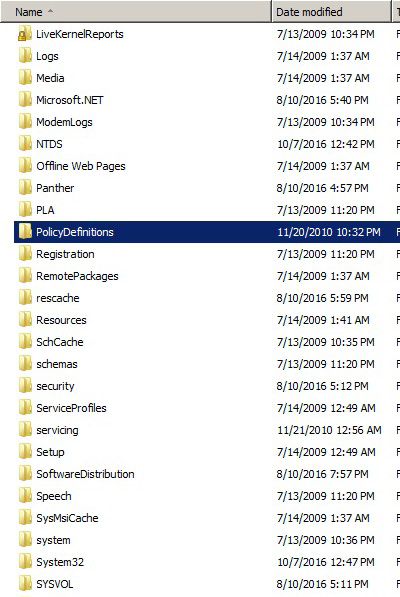 Name Date modified T
LiveKernelReports 7/13/2009 10:34 PM F
Logs 7/14/2009 1:37 AM F
Media 7/14/2009 1:37 AM F
Microsoft.NET 8/10/2016 5:40 PM F
ModemLogs 7/13/2009 10:34 PM F
NTDS 10/7/2016 12:42 PM F
Offline Web Pages 7/14/2009 1:37 AM F
Panther 8/10/2016 4:57 PM F
PLA 7/13/2009 11:20 PM F
PolicyDefinitions 11/20/2010 10:32 PM F
Registration 7/13/2009 11:20 PM F
RemotePackages 7/14/2009 1:37 AM F
rescache 8/10/2016 5:59 PM F
Resources 7/14/2009 1:41 AM F
SchCache 7/13/2009 10:35 PM F
schemas 7/13/2009 11:20 PM F
security 8/10/2016 5:12 PM F
ServiceProfiles 7/14/2009 12:49 AM F
servicing 11/21/2010 12:56 AM F
Setup 7/14/2009 12:49 AM F
SoftwareDistribution 8/10/2016 7:57 PM F
Speech 7/13/2009 11:20 PM F
SysMsiCache 7/14/2009 1:37 AM F
system 7/13/2009 10:36 PM F
System32 10/7/2016 12:47 PM F
SYSVOL 8/10/2016 5:11 PM F